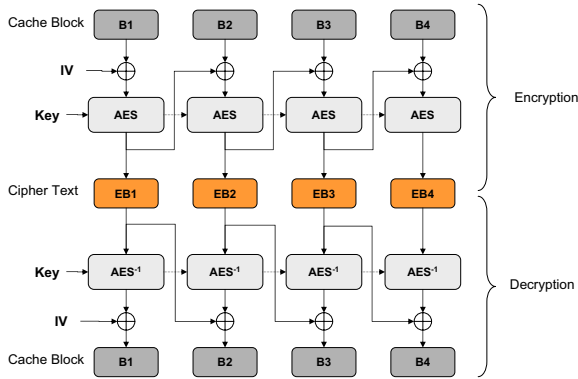 Cache Block B1 B2 B3 B4
IV
Encryption
Key AES AES AES AES
Cipher Text EB1 EB2 EB3 EB4
Key AES-1 AES-1 AES-1 AES-1
Decryption
IV
Cache Block B1 B2 B3 B4